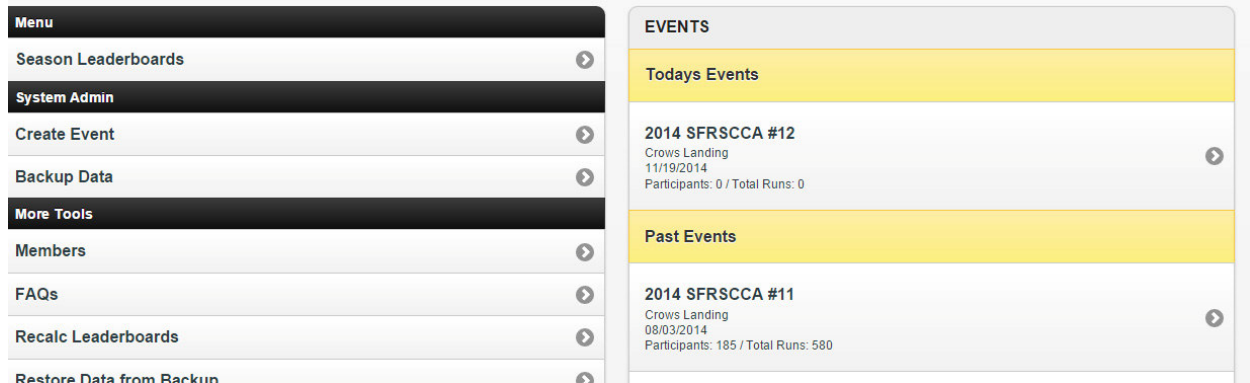 Menu
Season Leaderboards
System Admin
Create Event
Backup Data
More Tools
Members
FAQs
Recalc Leaderboards
Restore Data from Backup
EVENTS
Todays Events
2014 SFRSCCA #12
Crows Landing
11/19/2014
Participants: 0 / Total Runs: 0
Past Events
2014 SFRSCCA #11
Crows Landing
08/03/2014
Participants: 185 / Total Runs: 580